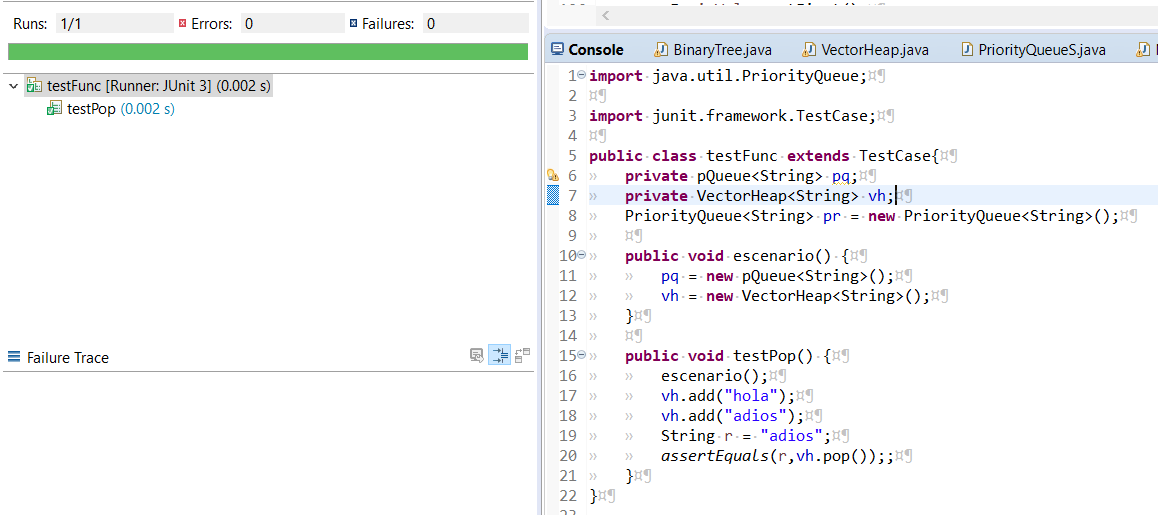 Runs: 1/1 Errors: 0 Failures: 0
testFunc [Runner: JUnit 3] (0.002 s)
testPop (0.002 s)
Failure Trace
Console BinaryTree.java VectorHeap.java PriorityQueueS.java
1 import java.util.PriorityQueue;¤¶
2 ¤¶
3 import junit.framework.TestCase;¤¶
4 ¤¶
5 public class testFunc extends TestCase{¤¶
6 » private pQueue<String> pq;¤¶
7 » private VectorHeap<String> vh;¤¶
8 » PriorityQueue<String> pr = new PriorityQueue<String>();¤¶
9 » ¤¶
10 » public void escenario() {¤¶
11 » » pq = new pQueue<String>();¤¶
12 » » vh = new VectorHeap<String>();¤¶
13 » }¤¶
14 » ¤¶
15 » public void testPop() {¤¶
16 » » escenario();¤¶
17 » » vh.add("hola");¤¶
18 » » vh.add("adios");¤¶
19 » » String r = "adios";¤¶
20 » » assertEquals(r,vh.pop());;¤¶
21 » }¤¶
22 }¤¶
23